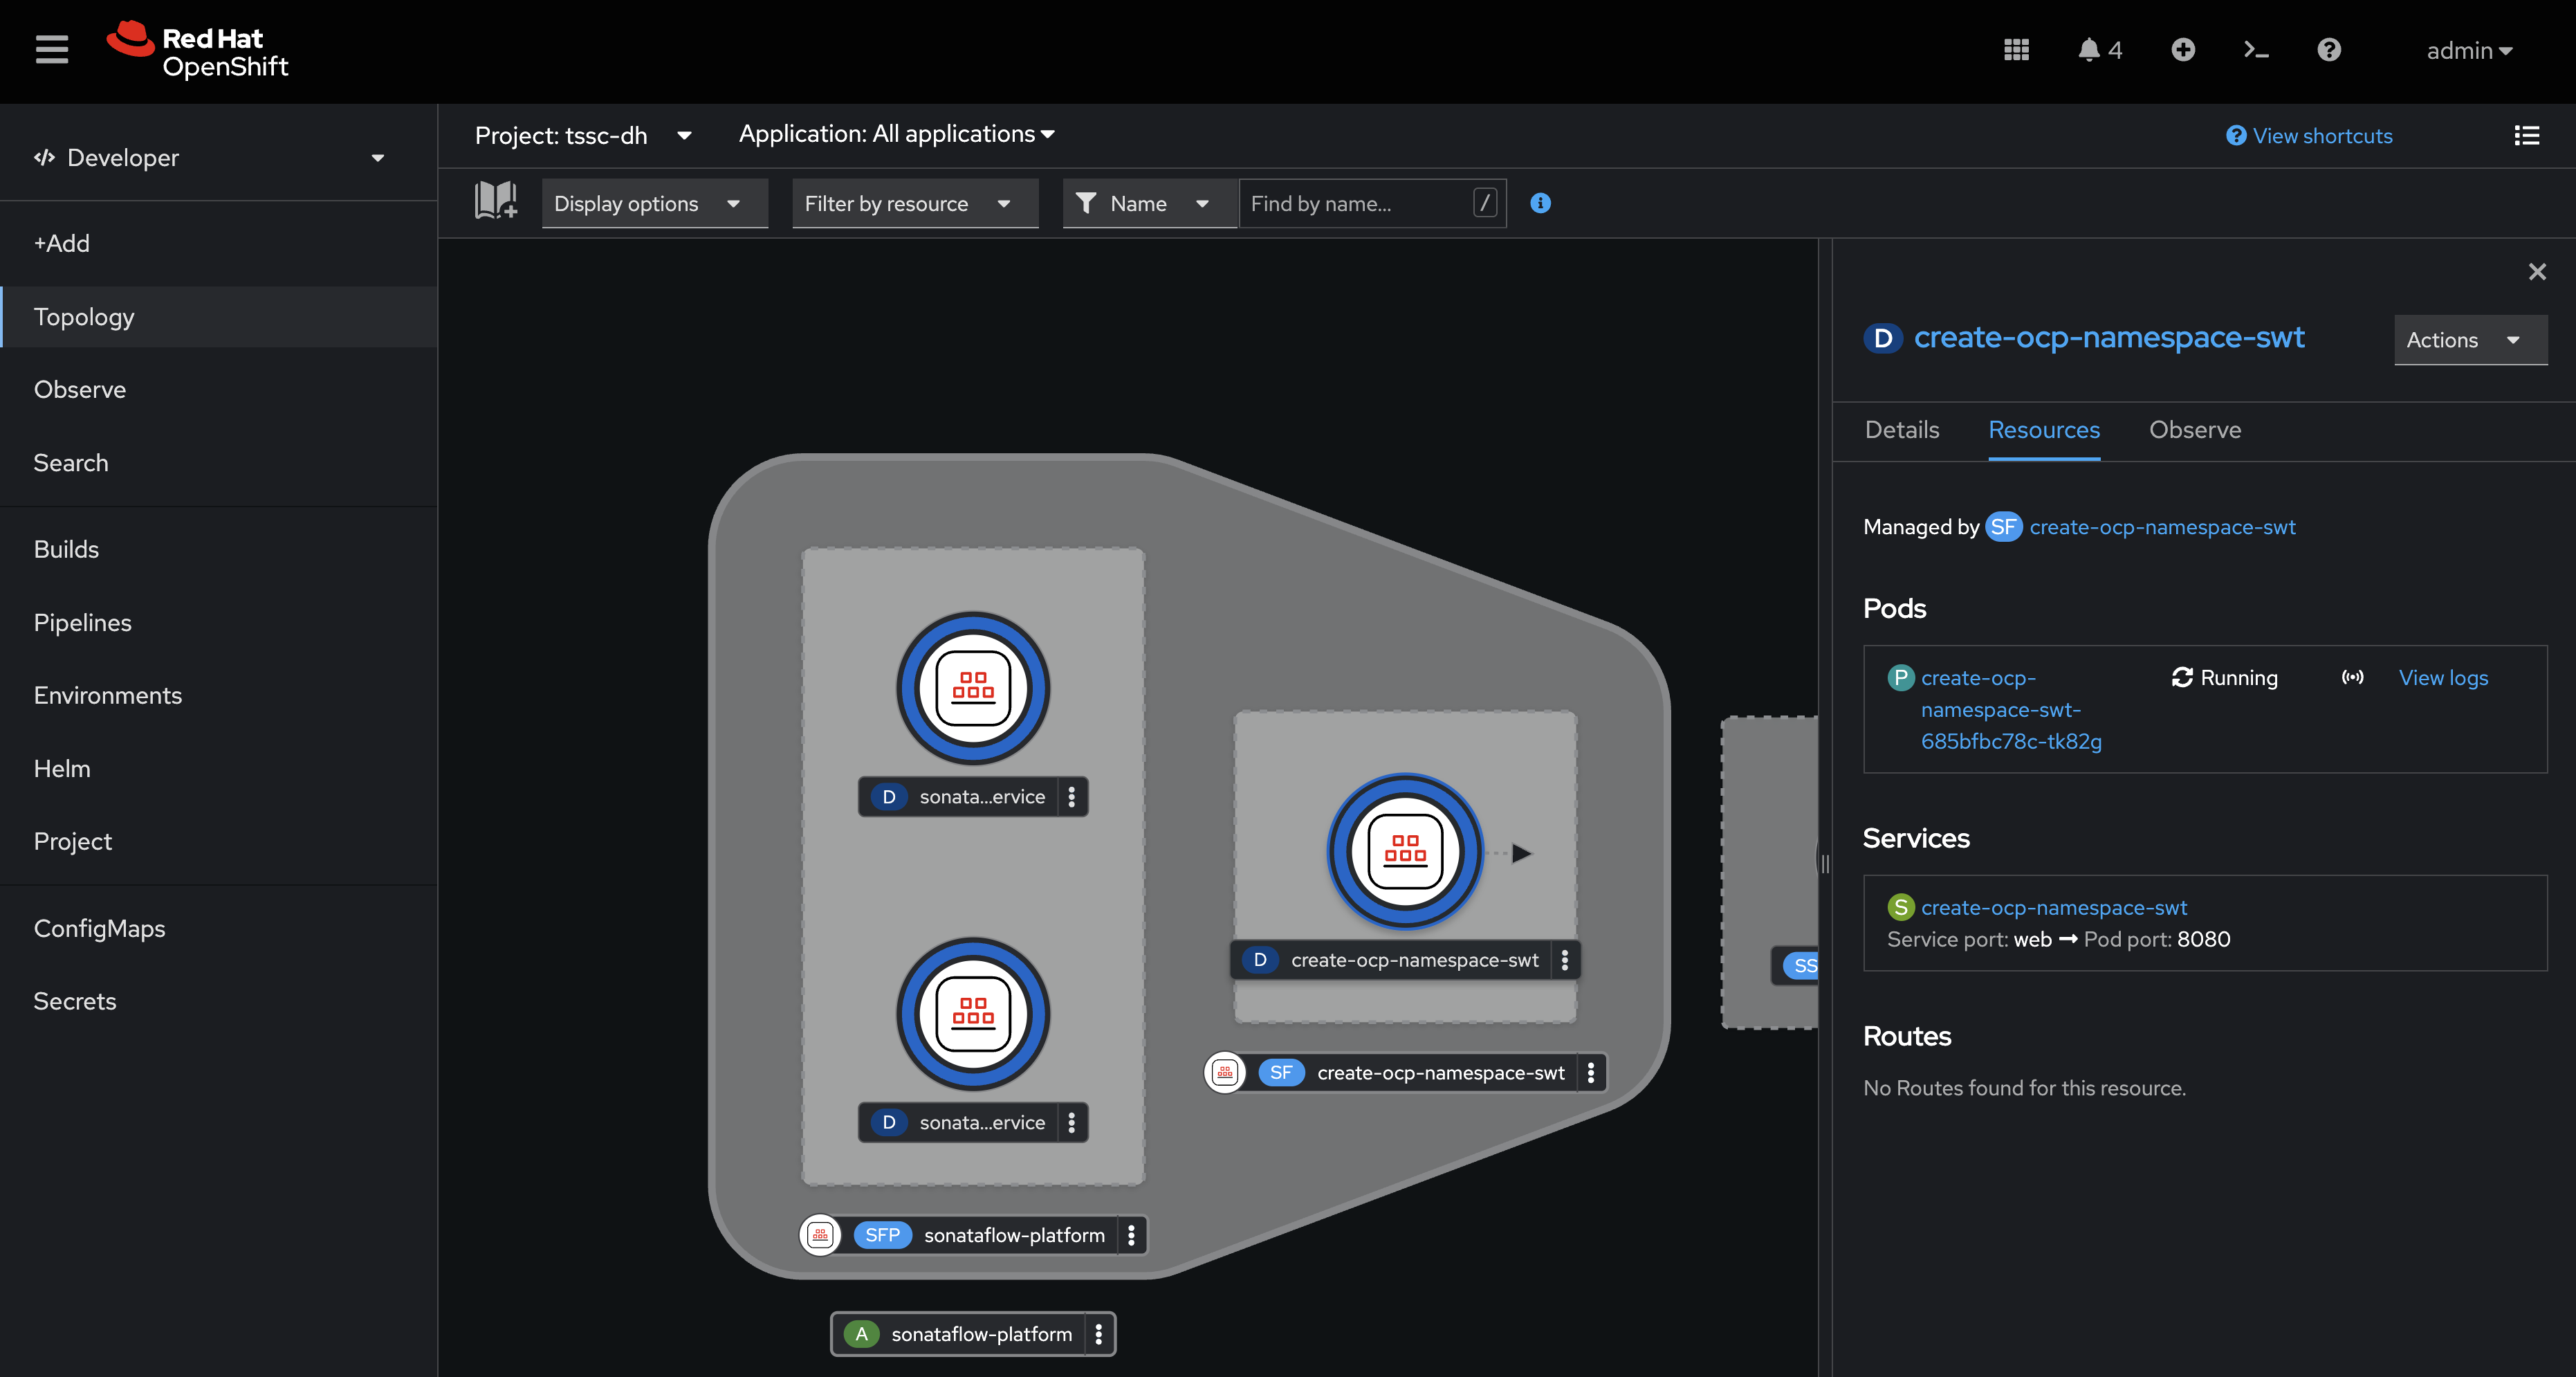 Red Hat
OpenShift
4
admin
Developer
Project: tssc-dh
Application: All applications
View shortcuts
Display options
Filter by resource
Name
Find by name...
/
+Add
Topology
Observe
Search
Builds
Pipelines
Environments
Helm
Project
ConfigMaps
Secrets
D sonata...ervice
D sonata...ervice
SFP sonataflow-platform
A sonataflow-platform
D create-ocp-namespace-swt
SF create-ocp-namespace-swt
SS
D create-ocp-namespace-swt
Actions
Details
Resources
Observe
Managed by SF create-ocp-namespace-swt
Pods
P create-ocp-
namespace-swt-
685bfbc78c-tk82g
Running
View logs
Services
S create-ocp-namespace-swt
Service port: web → Pod port: 8080
Routes
No Routes found for this resource.